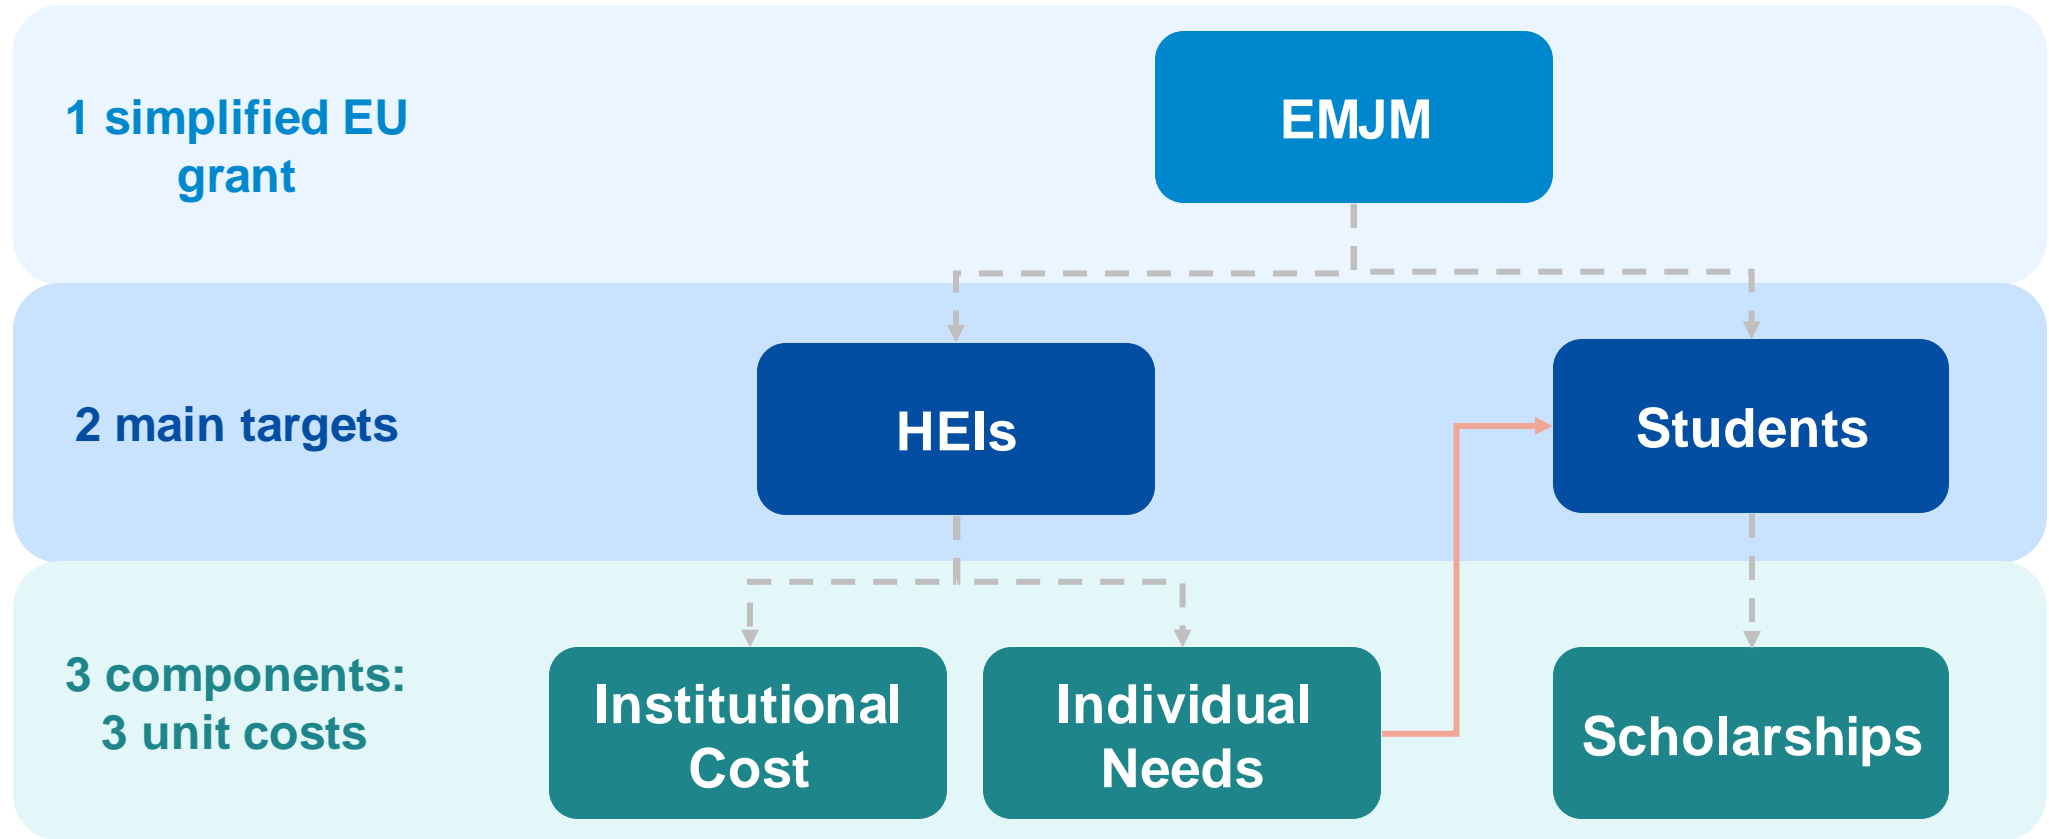 1 simplified EU
grant
EMJM
2 main targets
HEIs
Students
3 components:
3 unit costs
Institutional
Cost
Individual
Needs
Scholarships